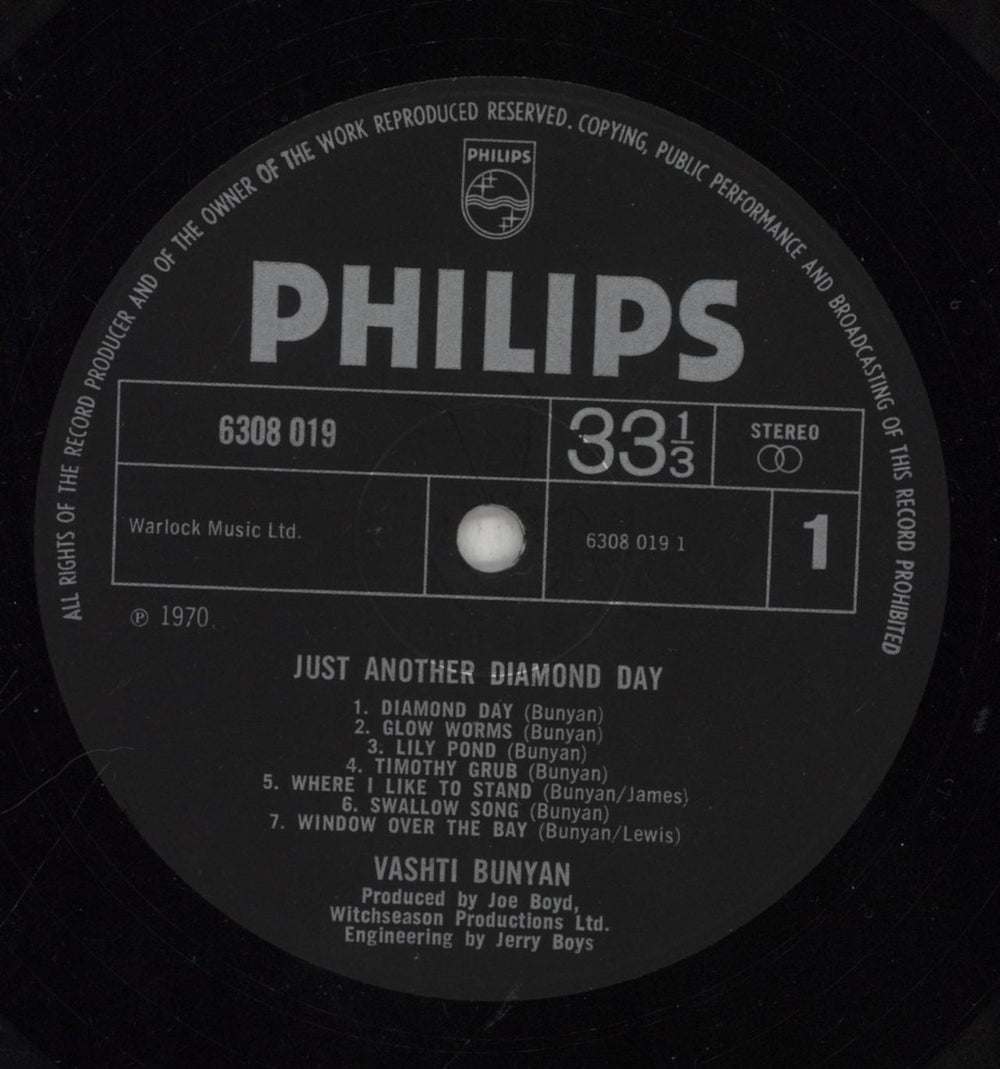 ALL RIGHTS OF THE RECORD PRODUCER AND OF THE OWNER OF THE WORK REPRODUCED RESERVED. COPYING, PUBLIC PERFORMANCE AND BROADCASTING OF THIS RECORD PROHIBITED
PHILIPS
PHILIPS
6308 019
33 1/3
STEREO
Warlock Music Ltd.
6308 019 1
1
℗ 1970
JUST ANOTHER DIAMOND DAY
1. DIAMOND DAY (Bunyan)
2. GLOW WORMS (Bunyan)
3. LILY POND (Bunyan)
4. TIMOTHY GRUB (Bunyan)
5. WHERE I LIKE TO STAND (Bunyan/James)
6. SWALLOW SONG (Bunyan)
7. WINDOW OVER THE BAY (Bunyan/Lewis)
VASHTI BUNYAN
Produced by Joe Boyd,
Witchseason Productions Ltd.
Engineering by Jerry Boys